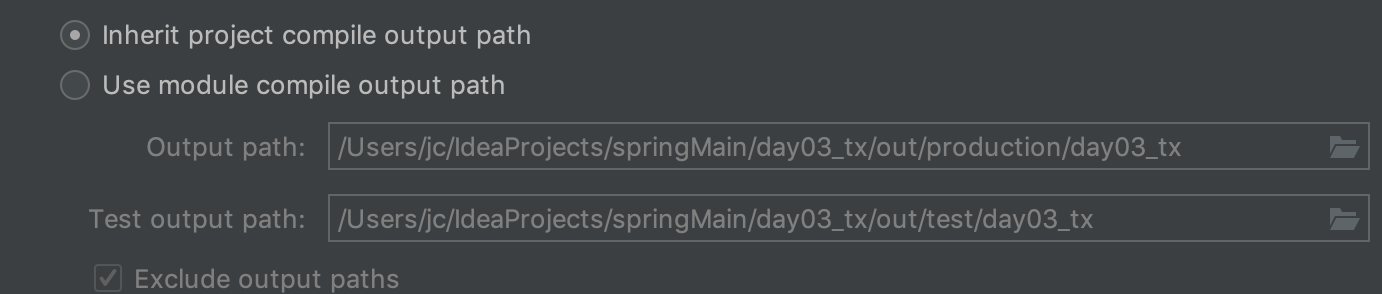 Inherit project compile output path
Use module compile output path
Output path: /Users/jc/IdeaProjects/springMain/day03_tx/out/production/day03_tx
Test output path: /Users/jc/IdeaProjects/springMain/day03_tx/out/test/day03_tx
Exclude output paths